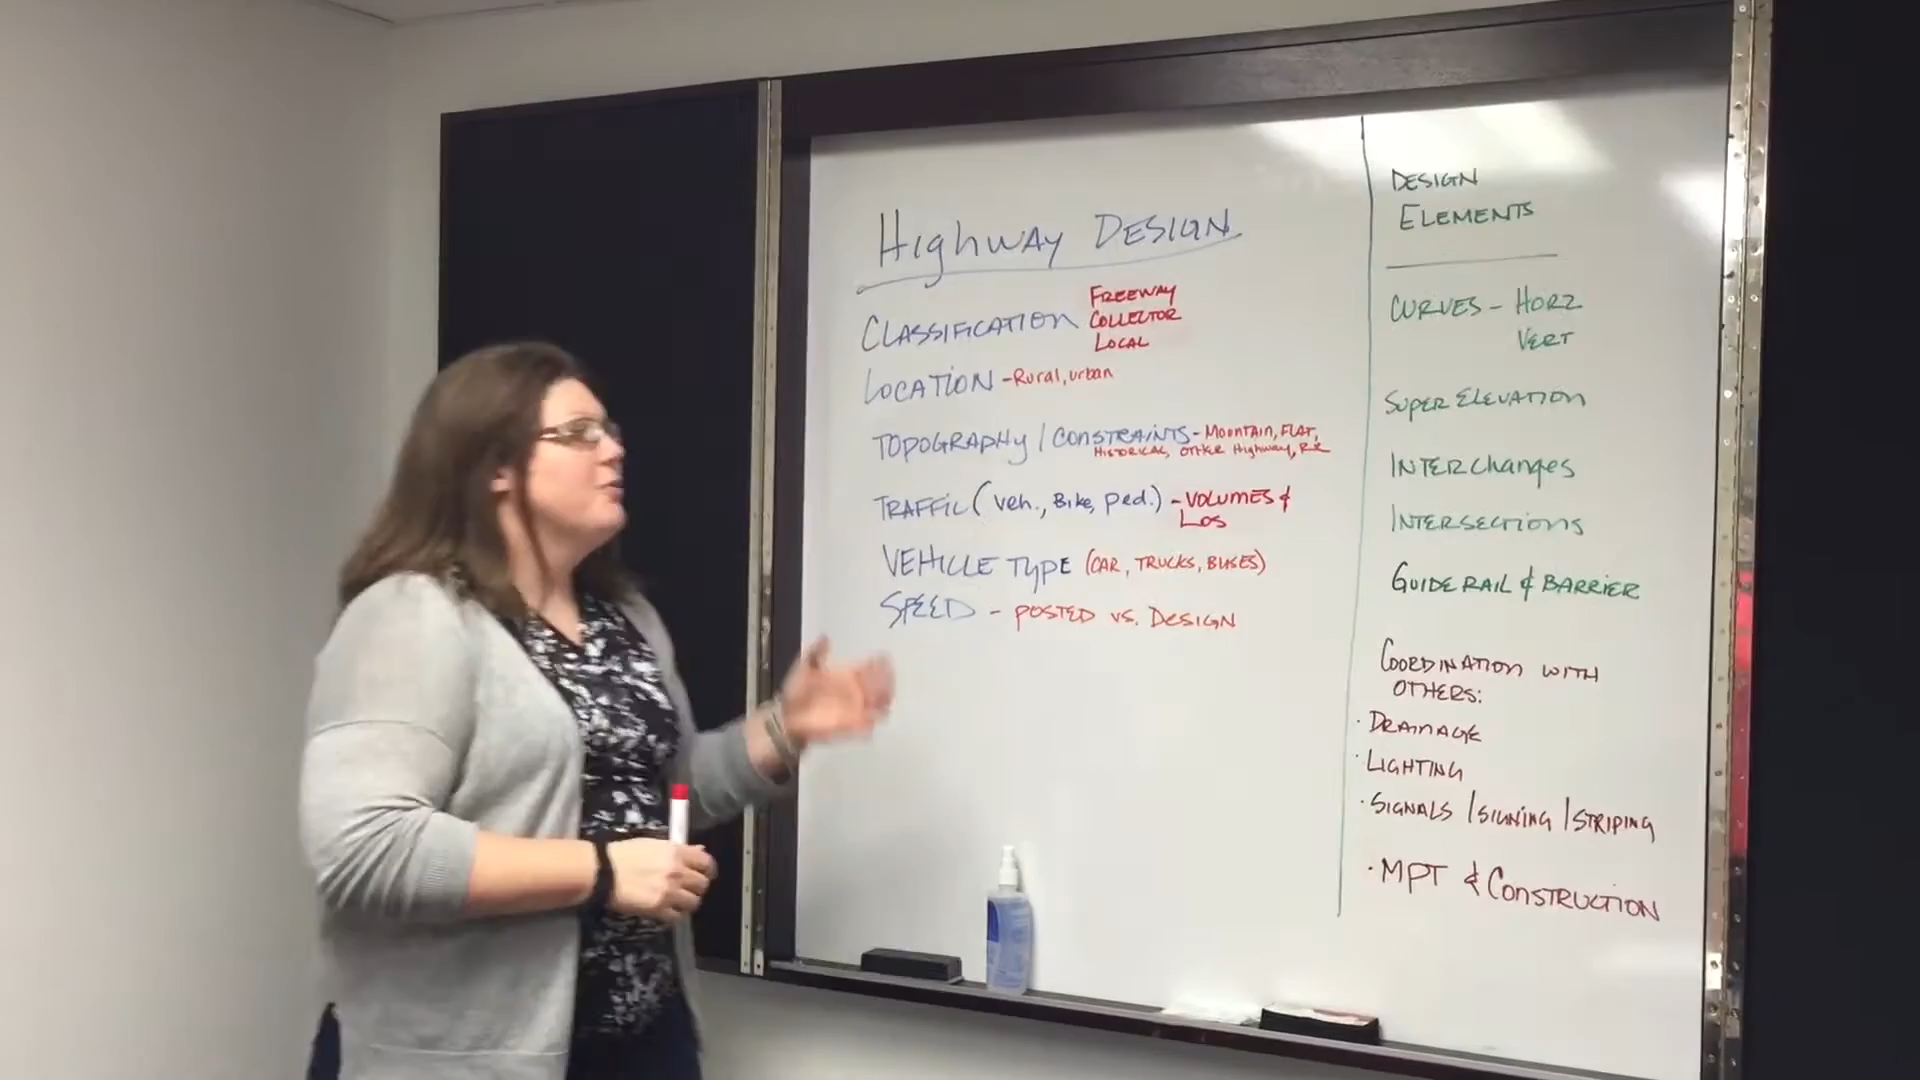 Highway DESIGN
CLASSIFICATION FREEWAY
COLLECTOR
LOCAL
LOCATION - Rural, urban
TOPOGRAPHY / CONSTRAINTS - MOUNTAIN, FLAT,
HISTORICAL, OTHER Highway, R.R
TRAFFIC (Veh., Bike, ped.) - VOLUMES &
LOS
VEHICLE TYPE (CAR, TRUCKS, BUSES)
SPEED - POSTED VS. DESIGN
DESIGN
ELEMENTS
CURVES - HORZ
VERT
SUPER ELEVATION
INTERchanges
INTERSECTIONS
GUIDE RAIL & BARRIER
COORDINATION WITH
OTHERS:
· DRAINAGE
· LIGHTING
· SIGNALS / SIGNING / STRIPING
· MPT & CONSTRUCTION